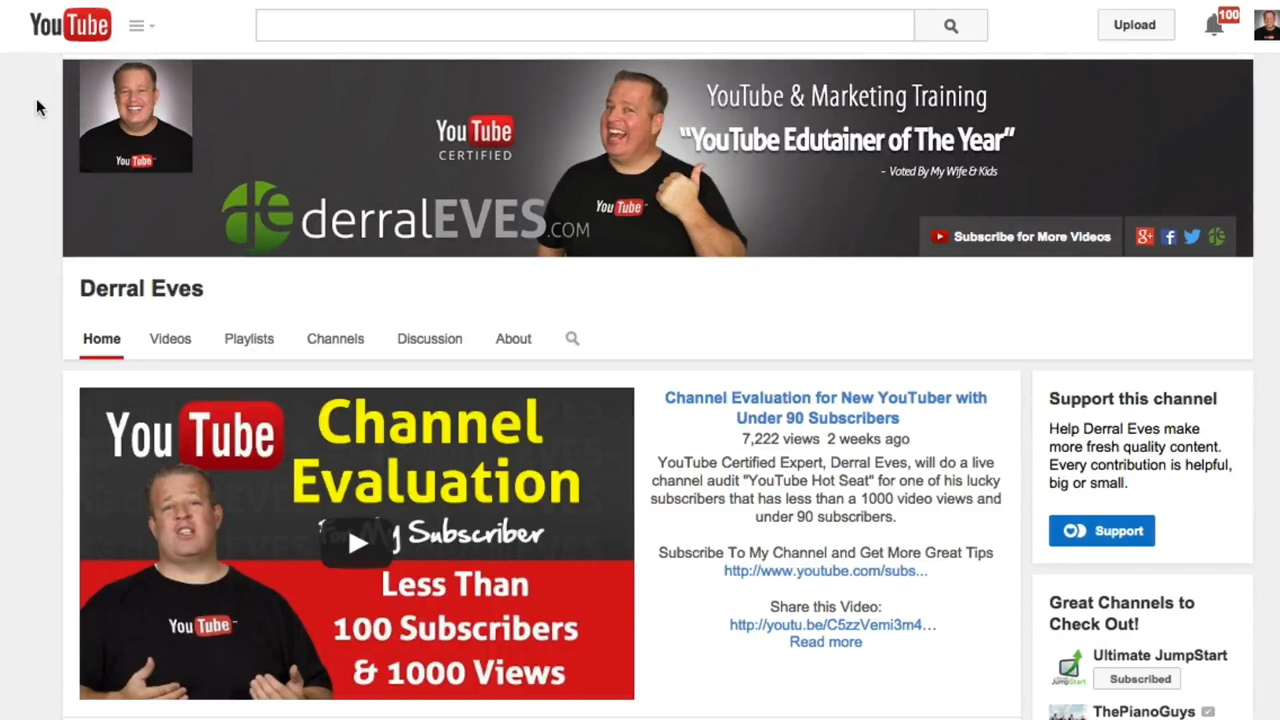 YouTube
Upload
100
YouTube
YouTube
CERTIFIED
derralEVES.COM
YouTube
YouTube & Marketing Training
"YouTube Edutainer of The Year"
- Voted By My Wife & Kids
Subscribe for More Videos
Derral Eves
Home
Videos
Playlists
Channels
Discussion
About
YouTube
Channel
Evaluation
My Subscriber
Less Than
100 Subscribers
& 1000 Views
YouTube
Channel Evaluation for New YouTuber with
Under 90 Subscribers
7,222 views 2 weeks ago
YouTube Certified Expert, Derral Eves, will do a live
channel audit "YouTube Hot Seat" for one of his lucky
subscribers that has less than a 1000 video views and
under 90 subscribers.
Subscribe To My Channel and Get More Great Tips
http://www.youtube.com/subs...
Share this Video:
http://youtu.be/C5zzVemi3m4...
Read more
Support this channel
Help Derral Eves make
more fresh quality content.
Every contribution is helpful,
big or small.
Support
Great Channels to
Check Out!
JumpStart
Ultimate JumpStart
Subscribed
ThePianoGuys